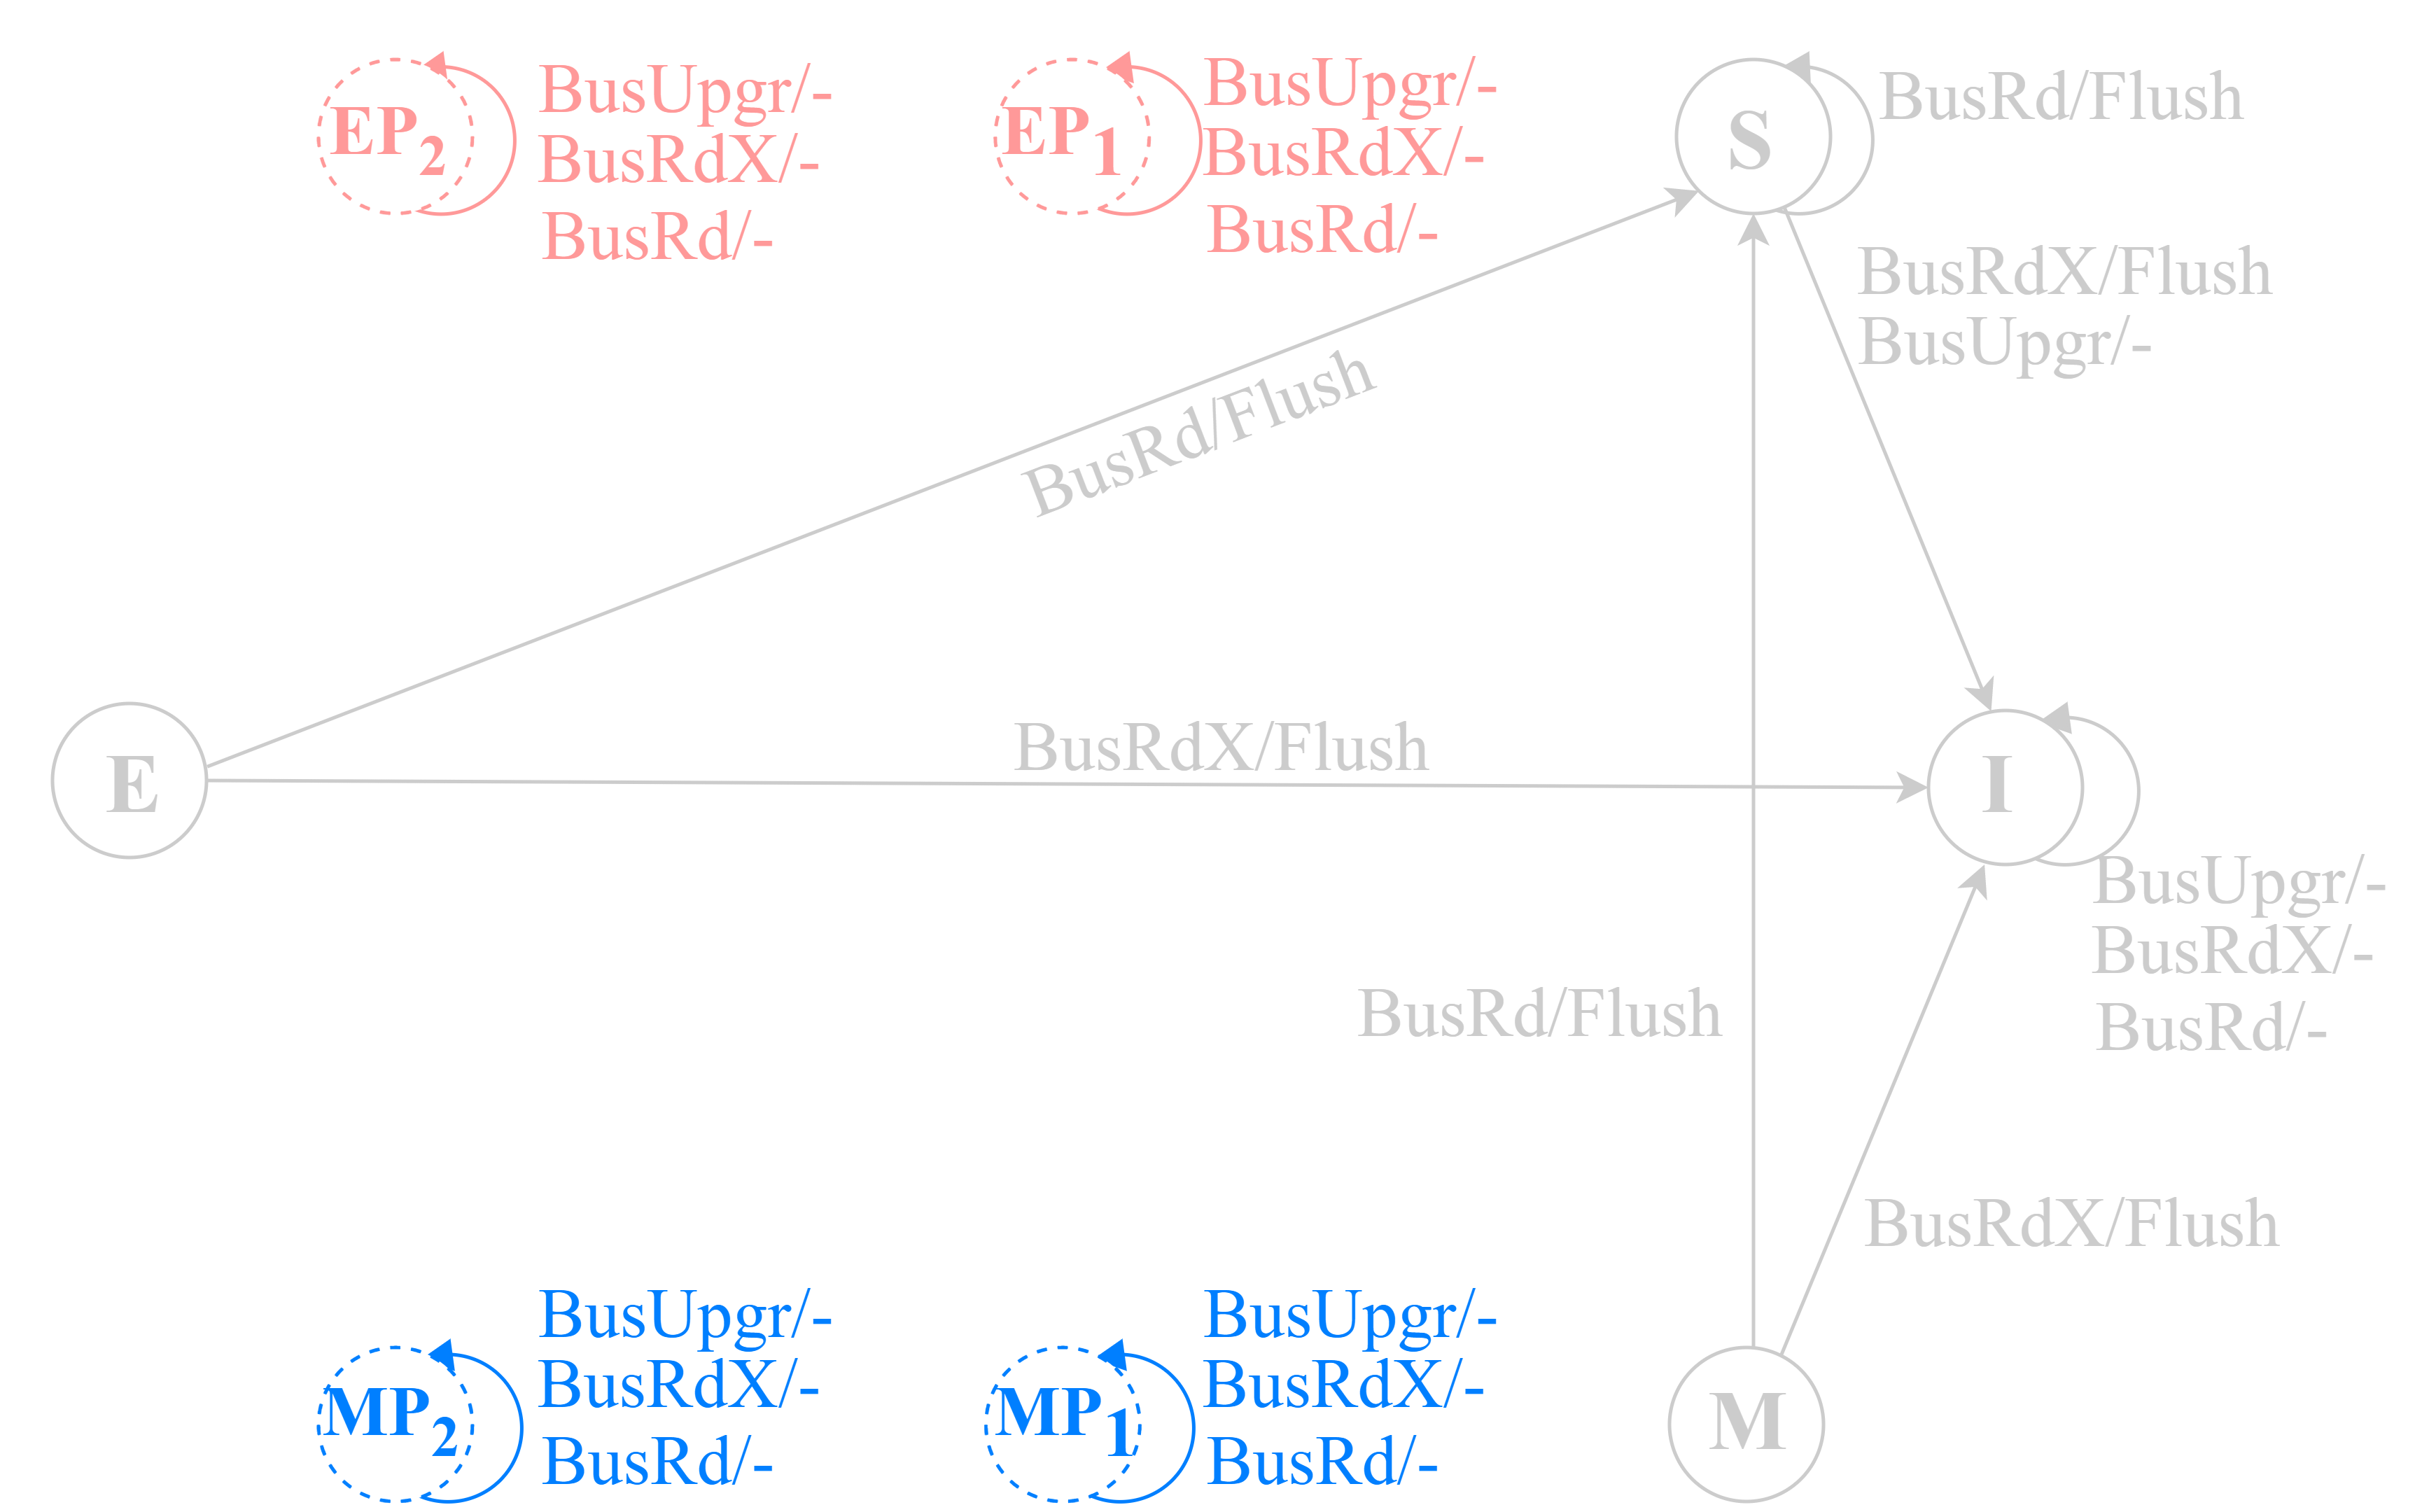 EP2
BusUpgr/-
BusRdX/-
BusRd/-
EP1
BusUpgr/-
BusRdX/-
BusRd/-
S
BusRd/Flush
BusRdX/Flush
BusUpgr/-
BusRd/Flush
E
BusRdX/Flush
I
BusUpgr/-
BusRdX/-
BusRd/-
BusRd/Flush
BusRdX/Flush
MP2
BusUpgr/-
BusRdX/-
BusRd/-
MP1
BusUpgr/-
BusRdX/-
BusRd/-
M